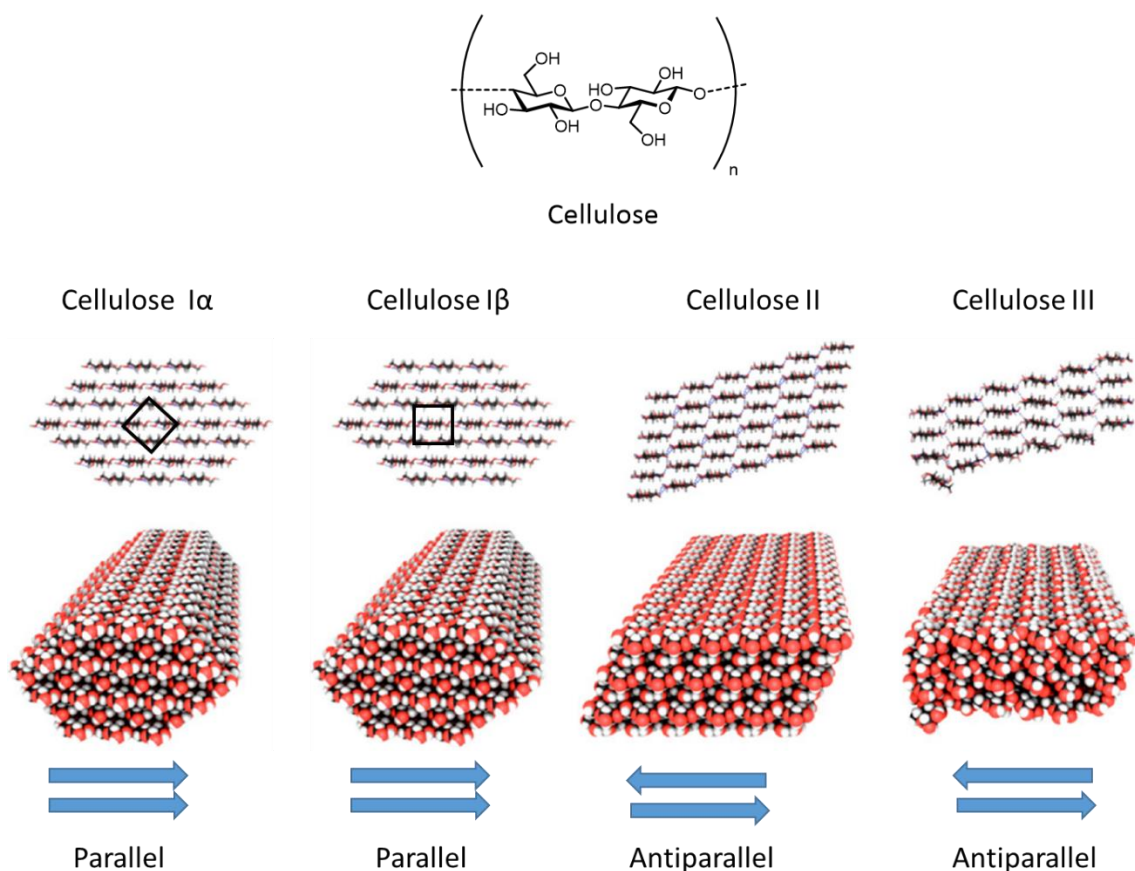 OH
OH
HO
O
HO
O
O
HO
OH
O
OH
OH
n
Cellulose
Cellulose Iα
Cellulose Iβ
Cellulose II
Cellulose III
Parallel
Parallel
Antiparallel
Antiparallel